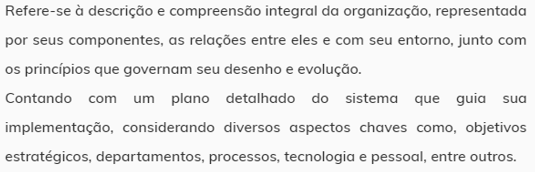 Refere-se à descrição e compreensão integral da organização, representada
por seus componentes, as relações entre eles e com seu entorno, junto com
os princípios que governam seu desenho e evolução.
Contando com um plano detalhado do sistema que guia sua
implementação, considerando diversos aspectos chaves como, objetivos
estratégicos, departamentos, processos, tecnologia e pessoal, entre outros.